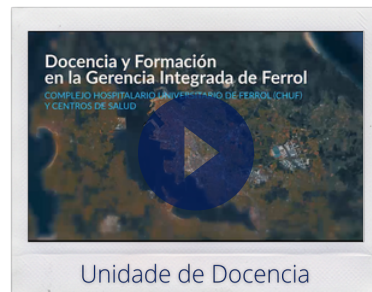 Docencia y Formación
en la Gerencia Integrada de Ferrol
COMPLEJO HOSPITALARIO UNIVERSITARIO DE FERROL (CHUF)
Y CENTROS DE SALUD
Unidade de Docencia